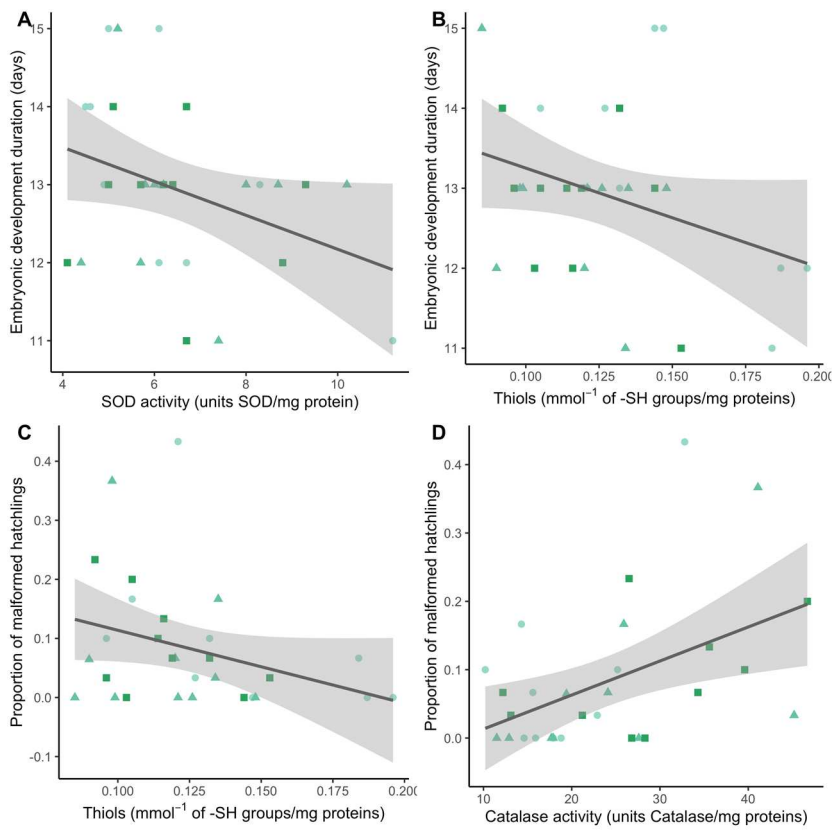 A
Embryonic development duration (days)
15
14
13
12
11
4 6 8 10
SOD activity (units SOD/mg protein)
B
Embryonic development duration (days)
15
14
13
12
11
0.100 0.125 0.150 0.175 0.200
Thiols (mmol⁻¹ of -SH groups/mg proteins)
C
Proportion of malformed hatchlings
0.4
0.3
0.2
0.1
0.0
-0.1
0.100 0.125 0.150 0.175 0.200
Thiols (mmol⁻¹ of -SH groups/mg proteins)
D
Proportion of malformed hatchlings
0.4
0.3
0.2
0.1
0.0
10 20 30 40
Catalase activity (units Catalase/mg proteins)